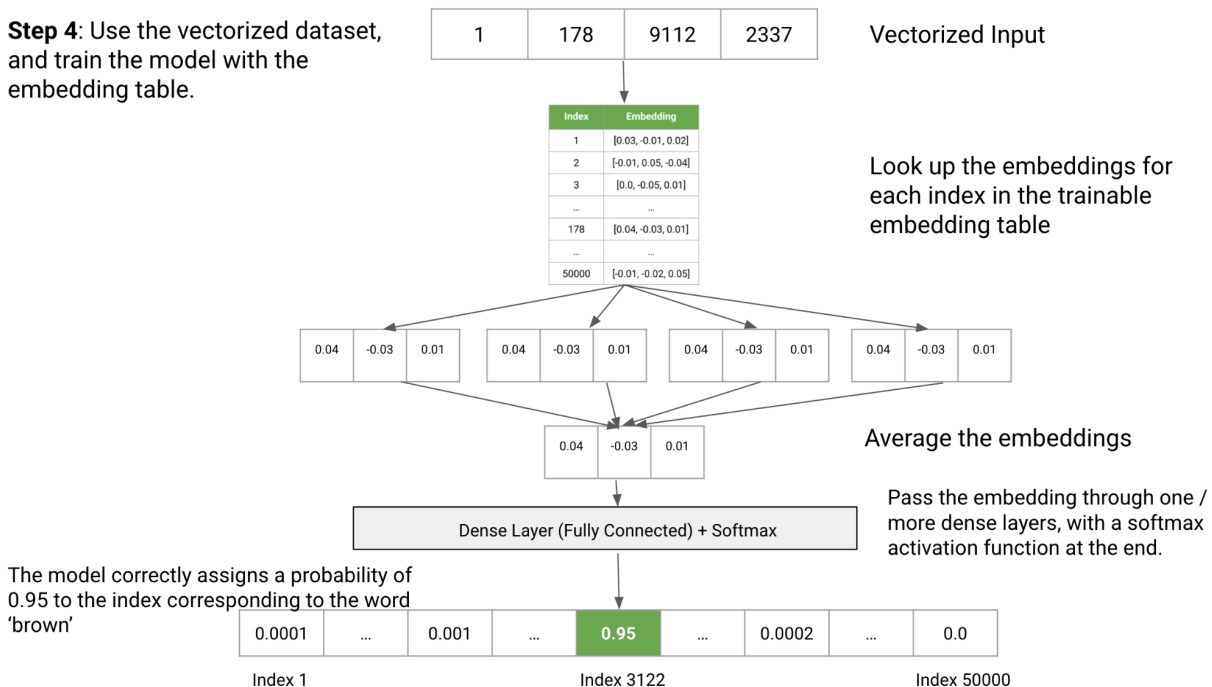 Step 4: Use the vectorized dataset,
and train the model with the
embedding table.
1 178 9112 2337
Vectorized Input
Index Embedding
1 [0.03, -0.01, 0.02]
2 [-0.01, 0.05, -0.04]
3 [0.0, -0.05, 0.01]
... ...
178 [0.04, -0.03, 0.01]
... ...
50000 [-0.01, -0.02, 0.05]
Look up the embeddings for
each index in the trainable
embedding table
0.04 -0.03 0.01 0.04 -0.03 0.01 0.04 -0.03 0.01 0.04 -0.03 0.01
0.04 -0.03 0.01
Average the embeddings
Dense Layer (Fully Connected) + Softmax
Pass the embedding through one /
more dense layers, with a softmax
activation function at the end.
The model correctly assigns a probability of
0.95 to the index corresponding to the word
‘brown’
0.0001 ... 0.001 ... 0.95 ... 0.0002 ... 0.0
Index 1 Index 3122 Index 50000